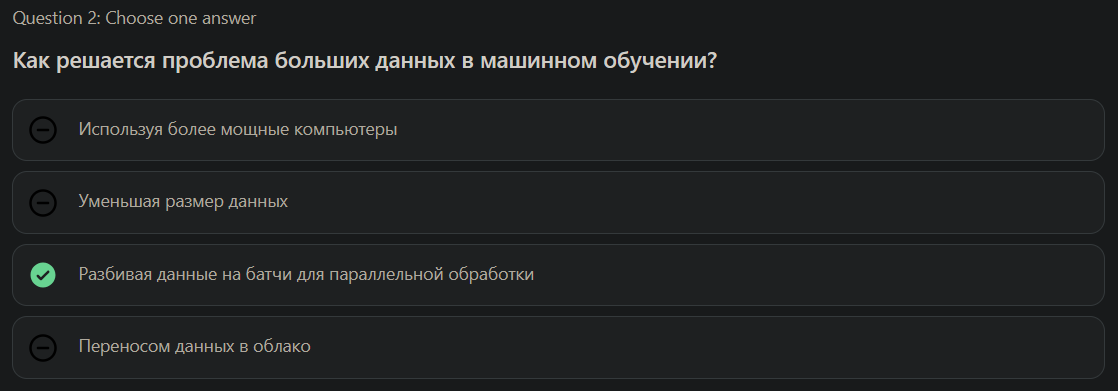 Question 2: Choose one answer
Как решается проблема больших данных в машинном обучении?
Используя более мощные компьютеры
Уменьшая размер данных
Разбивая данные на батчи для параллельной обработки
Переносом данных в облако